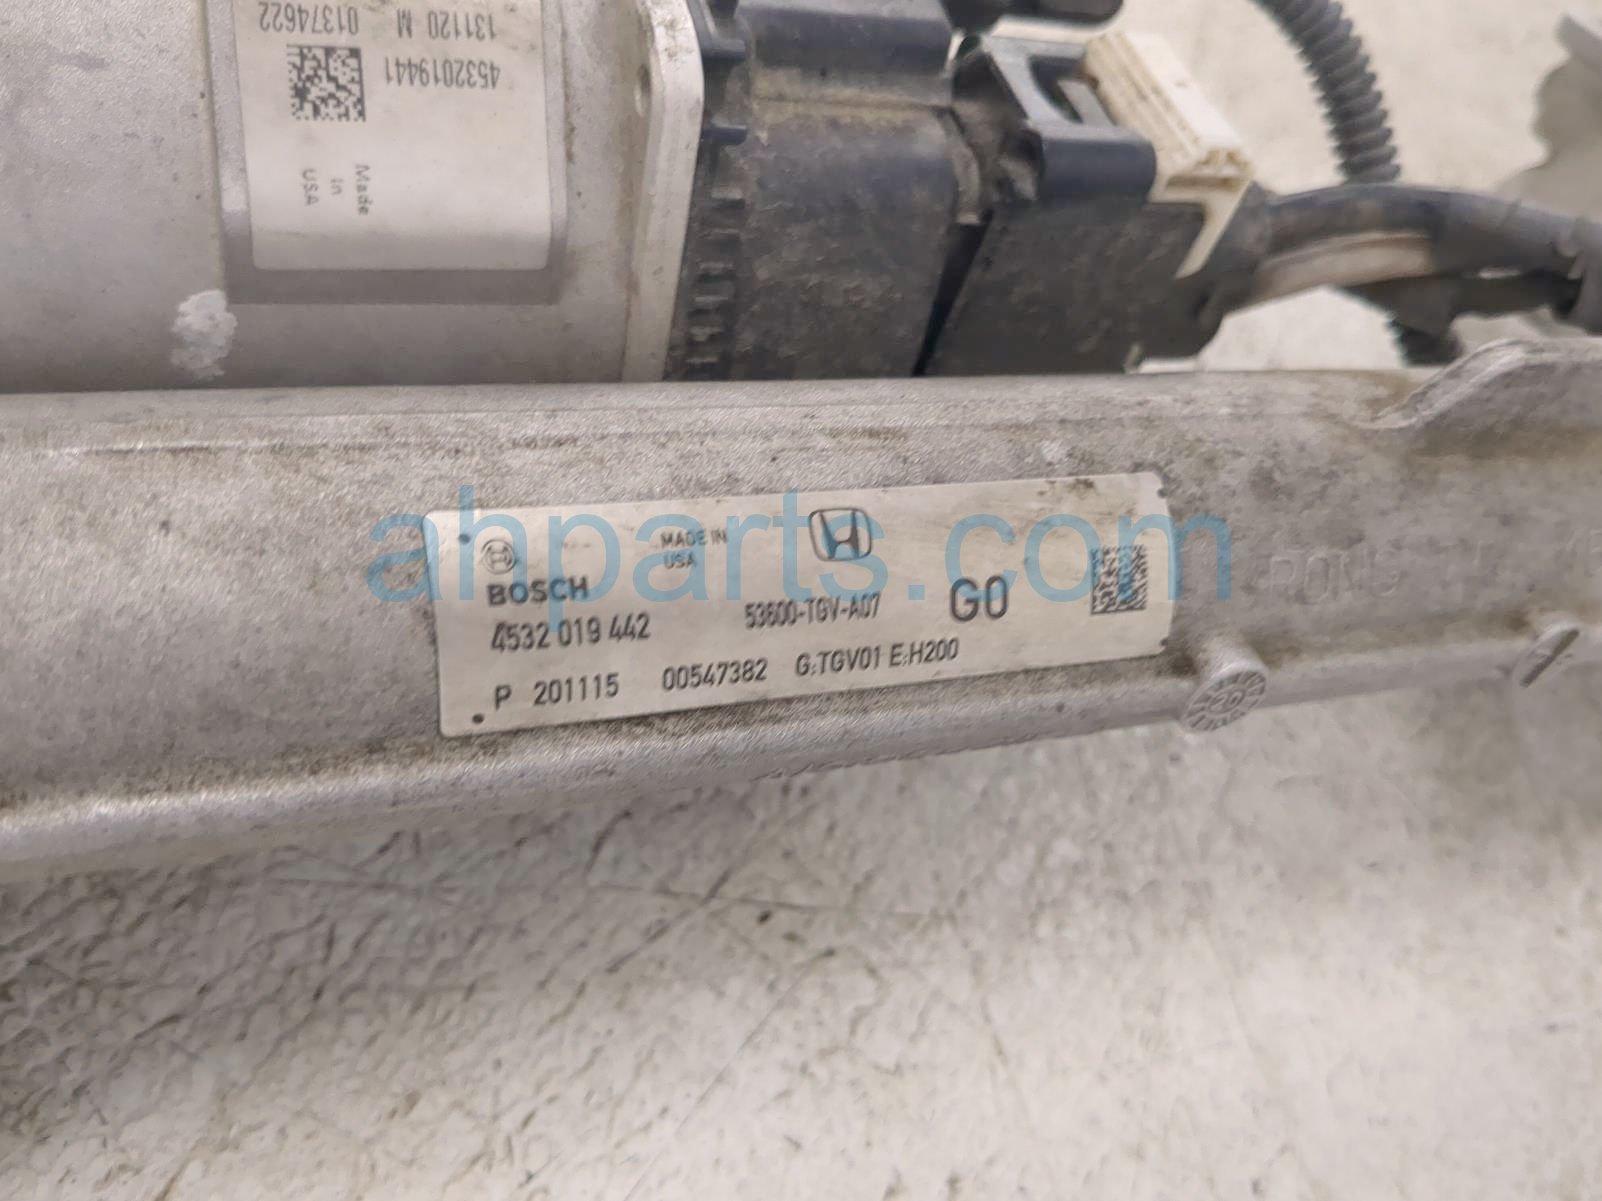 01374622
131120 M
4532019441
Made
in
USA
ahparts.com
BOSCH
MADE IN
USA
4532 019 442
53600-TGV-A07
G0
P 201115 00547382 G:TGV01 E:H200